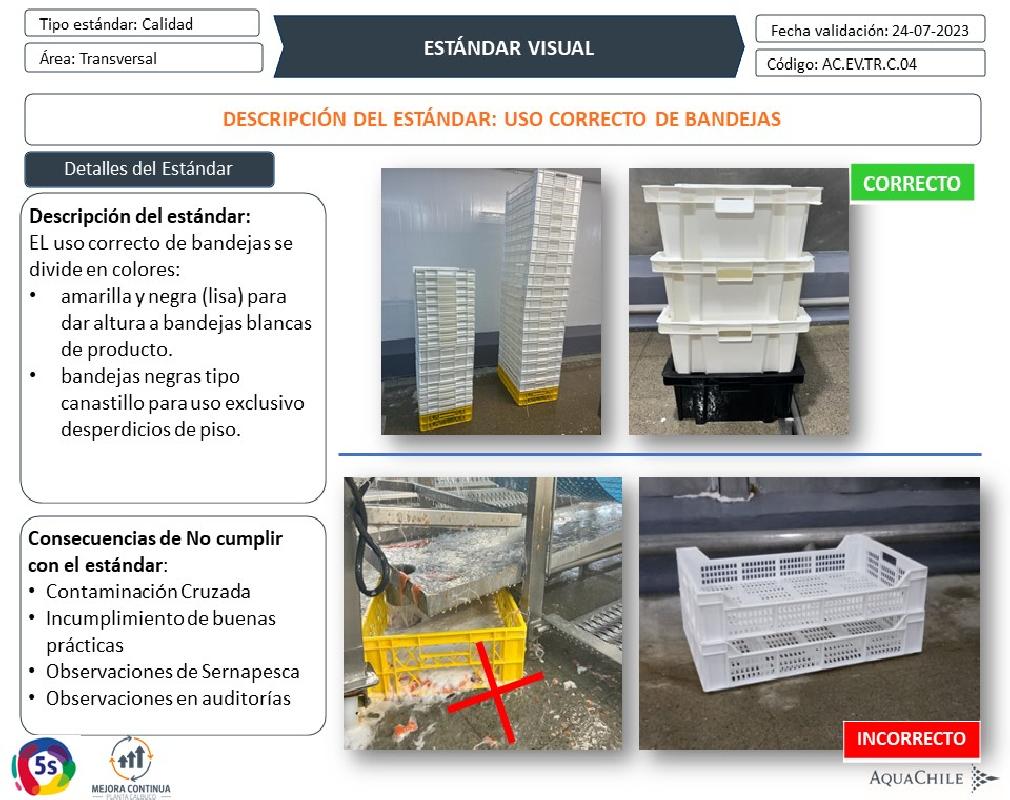 Tipo estándar: Calidad
Área: Transversal
ESTÁNDAR VISUAL
Fecha validación: 24-07-2023
Código: AC.EV.TR.C.04
DESCRIPCIÓN DEL ESTÁNDAR: USO CORRECTO DE BANDEJAS
Detalles del Estándar
Descripción del estándar:
EL uso correcto de bandejas se
divide en colores:
• amarilla y negra (lisa) para
dar altura a bandejas blancas
de producto.
• bandejas negras tipo
canastillo para uso exclusivo
desperdicios de piso.
CORRECTO
Consecuencias de No cumplir
con el estándar:
• Contaminación Cruzada
• Incumplimiento de buenas
prácticas
• Observaciones de Sernapesca
• Observaciones en auditorías
INCORRECTO
5s
MEJORA CONTINUA
PLANTA CALBUCO
AQUACHILE